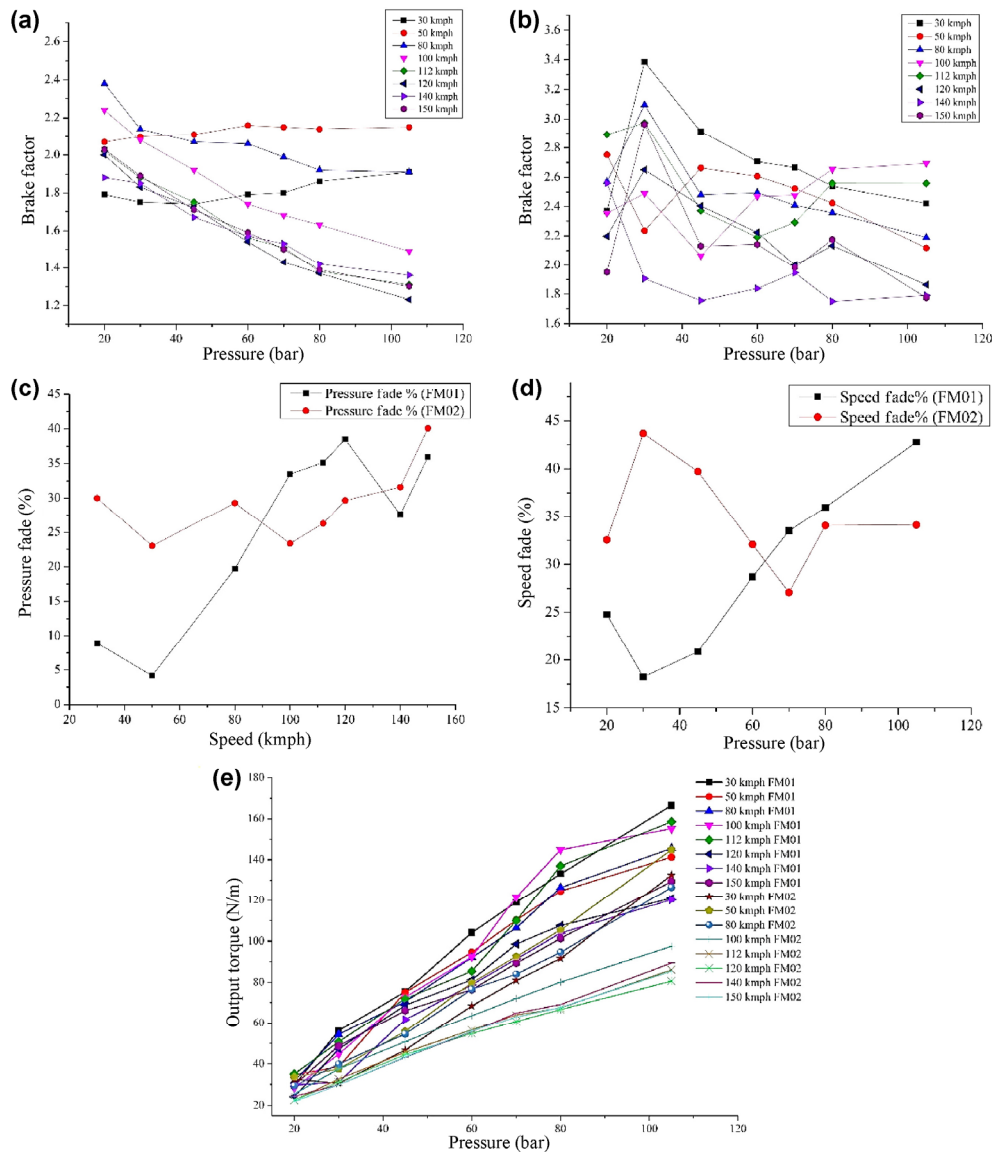 (a)
30 kmph
50 kmph
80 kmph
100 kmph
112 kmph
120 kmph
140 kmph
150 kmph
2.6
2.4
2.2
2.0
1.8
1.6
1.4
1.2
Brake factor
0 20 40 60 80 100 120
Pressure (bar)
(b)
30 kmph
50 kmph
80 kmph
100 kmph
112 kmph
120 kmph
140 kmph
150 kmph
3.8
3.6
3.4
3.2
3.0
2.8
2.6
2.4
2.2
2.0
1.8
1.6
Brake factor
20 40 60 80 100 120
Pressure (bar)
(c)
Pressure fade % (FM01)
Pressure fade % (FM02)
45
40
35
30
25
20
15
10
5
0
Pressure fade (%)
20 40 60 80 100 120 140 160
Speed (kmph)
(d)
Speed fade% (FM01)
Speed fade% (FM02)
45
40
35
30
25
20
15
Speed fade (%)
20 40 60 80 100 120
Pressure (bar)
(e)
180
160
140
120
100
80
60
40
20
Output torque (N/m)
20 40 60 80 100 120
Pressure (bar)
30 kmph FM01
50 kmph FM01
80 kmph FM01
100 kmph FM01
112 kmph FM01
120 kmph FM01
140 kmph FM01
150 kmph FM01
30 kmph FM02
50 kmph FM02
80 kmph FM02
100 kmph FM02
112 kmph FM02
120 kmph FM02
140 kmph FM02
150 kmph FM02